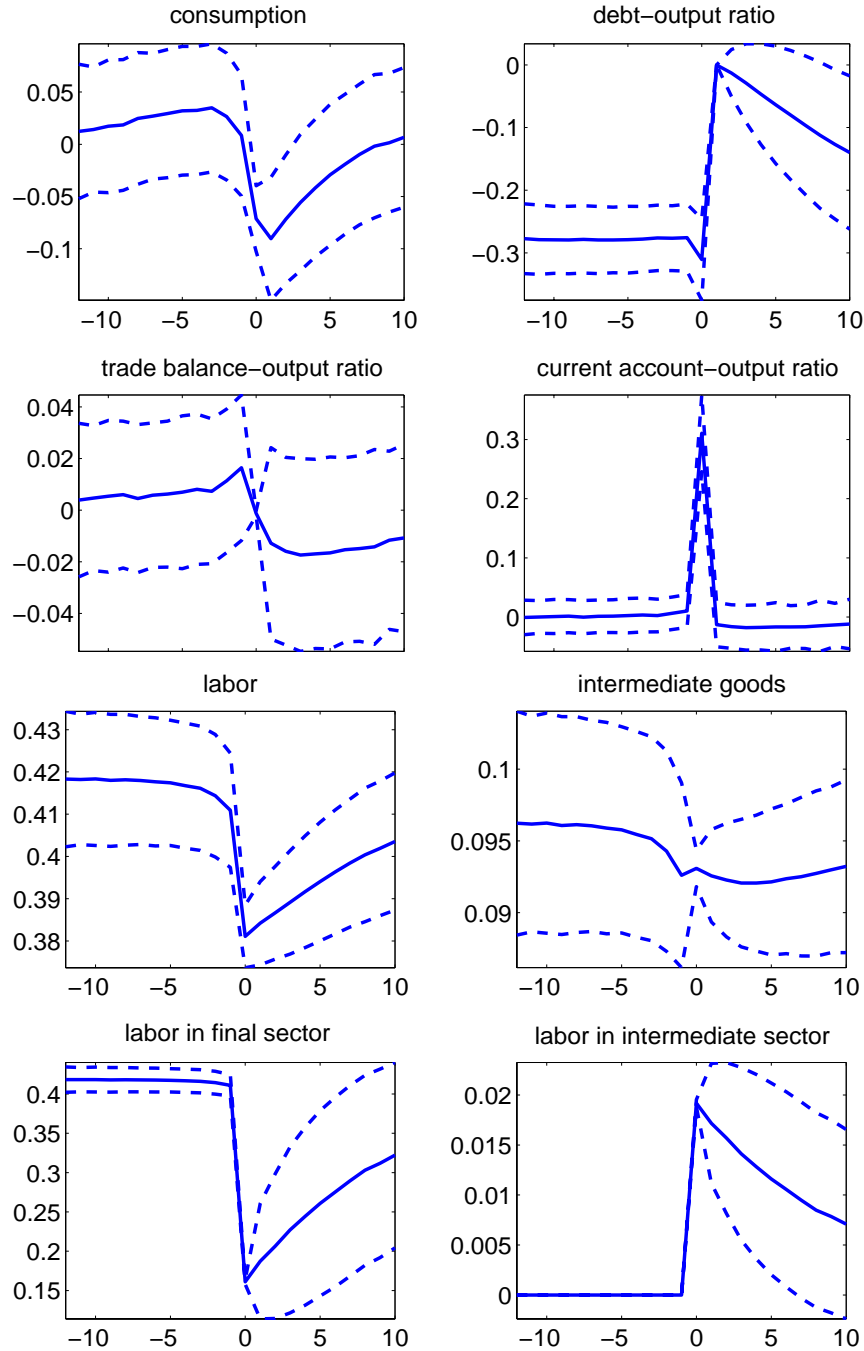 consumption
0.05
0
−0.05
−0.1
−10 −5 0 5 10
debt−output ratio
0
−0.1
−0.2
−0.3
−10 −5 0 5 10
trade balance−output ratio
0.04
0.02
0
−0.02
−0.04
current account−output ratio
0.3
0.2
0.1
0
labor
0.43
0.42
0.41
0.4
0.39
0.38
−10 −5 0 5 10
intermediate goods
0.1
0.095
0.09
−10 −5 0 5 10
labor in final sector
0.4
0.35
0.3
0.25
0.2
0.15
−10 −5 0 5 10
labor in intermediate sector
0.02
0.015
0.01
0.005
0
−10 −5 0 5 10